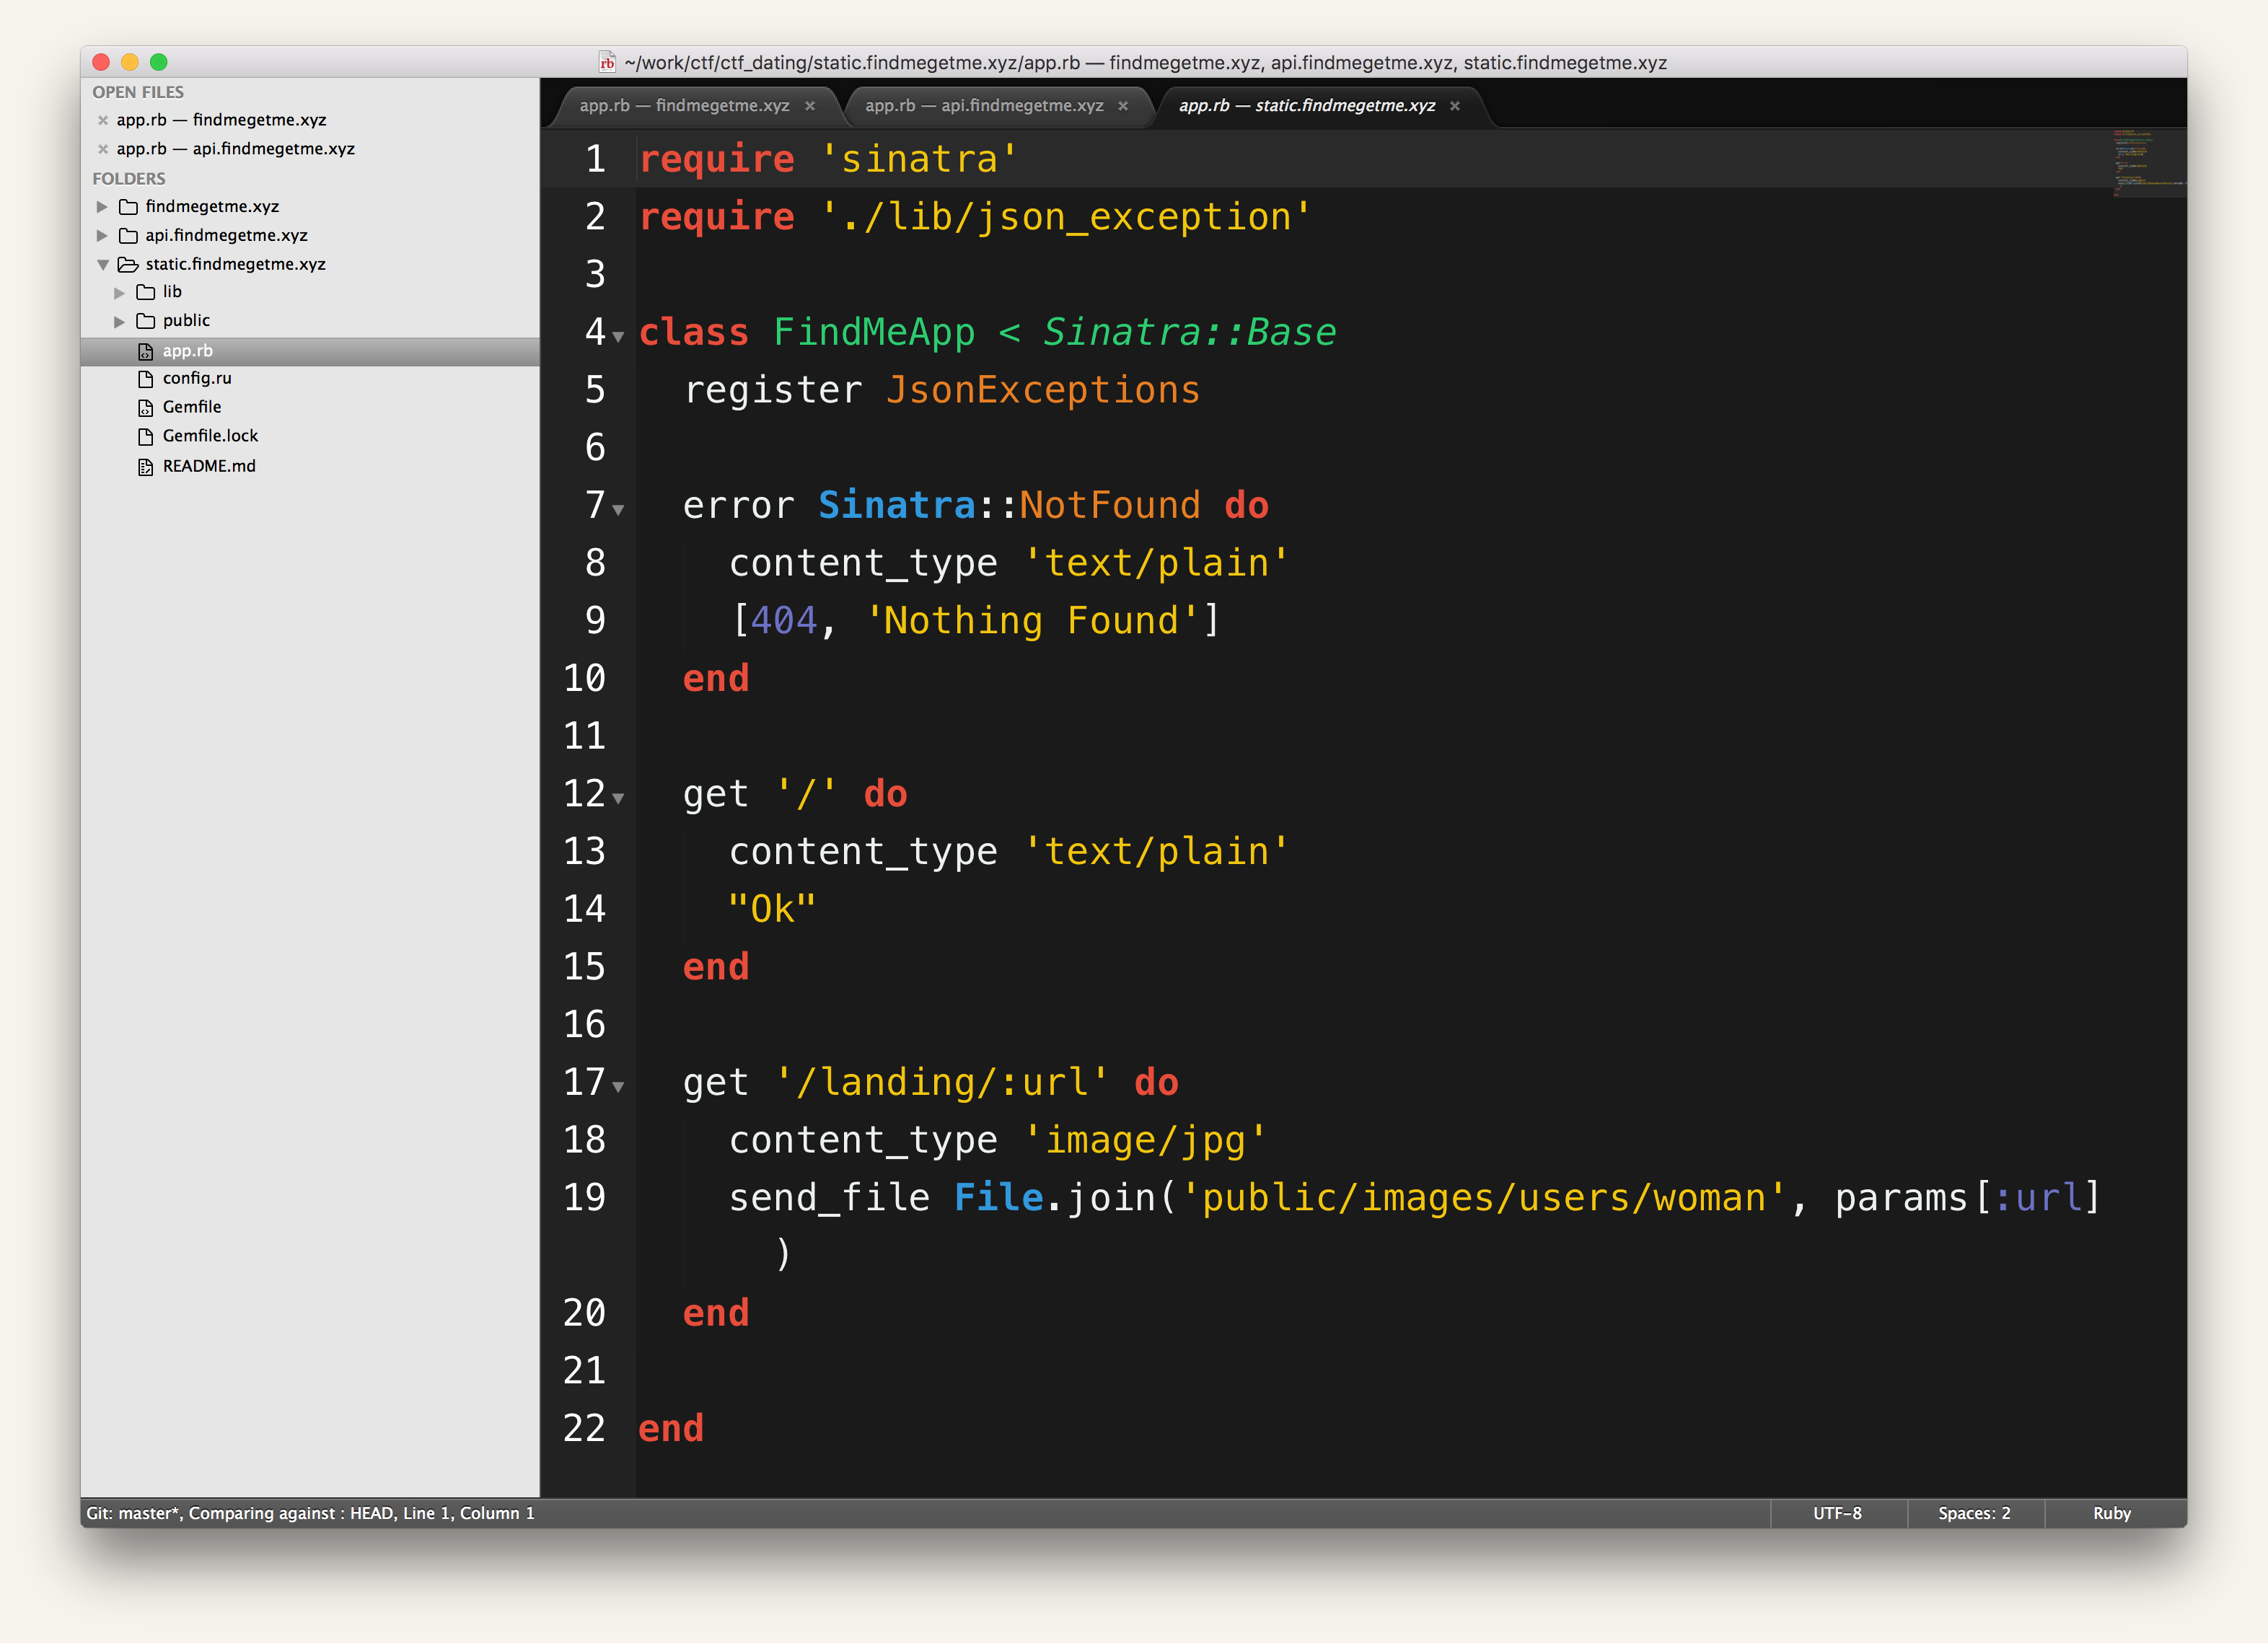 ~/work/ctf/ctf_dating/static.findmegetme.xyz/app.rb — findmegetme.xyz, api.findmegetme.xyz, static.findmegetme.xyz
OPEN FILES
app.rb — findmegetme.xyz
app.rb — api.findmegetme.xyz
FOLDERS
findmegetme.xyz
api.findmegetme.xyz
static.findmegetme.xyz
lib
public
app.rb
config.ru
Gemfile
Gemfile.lock
README.md
app.rb — findmegetme.xyz × app.rb — api.findmegetme.xyz × app.rb — static.findmegetme.xyz ×
1 require 'sinatra'
2 require './lib/json_exception'
3
4 class FindMeApp < Sinatra::Base
5   register JsonExceptions
6
7   error Sinatra::NotFound do
8     content_type 'text/plain'
9     [404, 'Nothing Found']
10   end
11
12   get '/' do
13     content_type 'text/plain'
14     "Ok"
15   end
16
17   get '/landing/:url' do
18     content_type 'image/jpg'
19     send_file File.join('public/images/users/woman', params[:url]
)
20   end
21
22 end
Git: master*, Comparing against : HEAD, Line 1, Column 1 UTF-8 Spaces: 2 Ruby